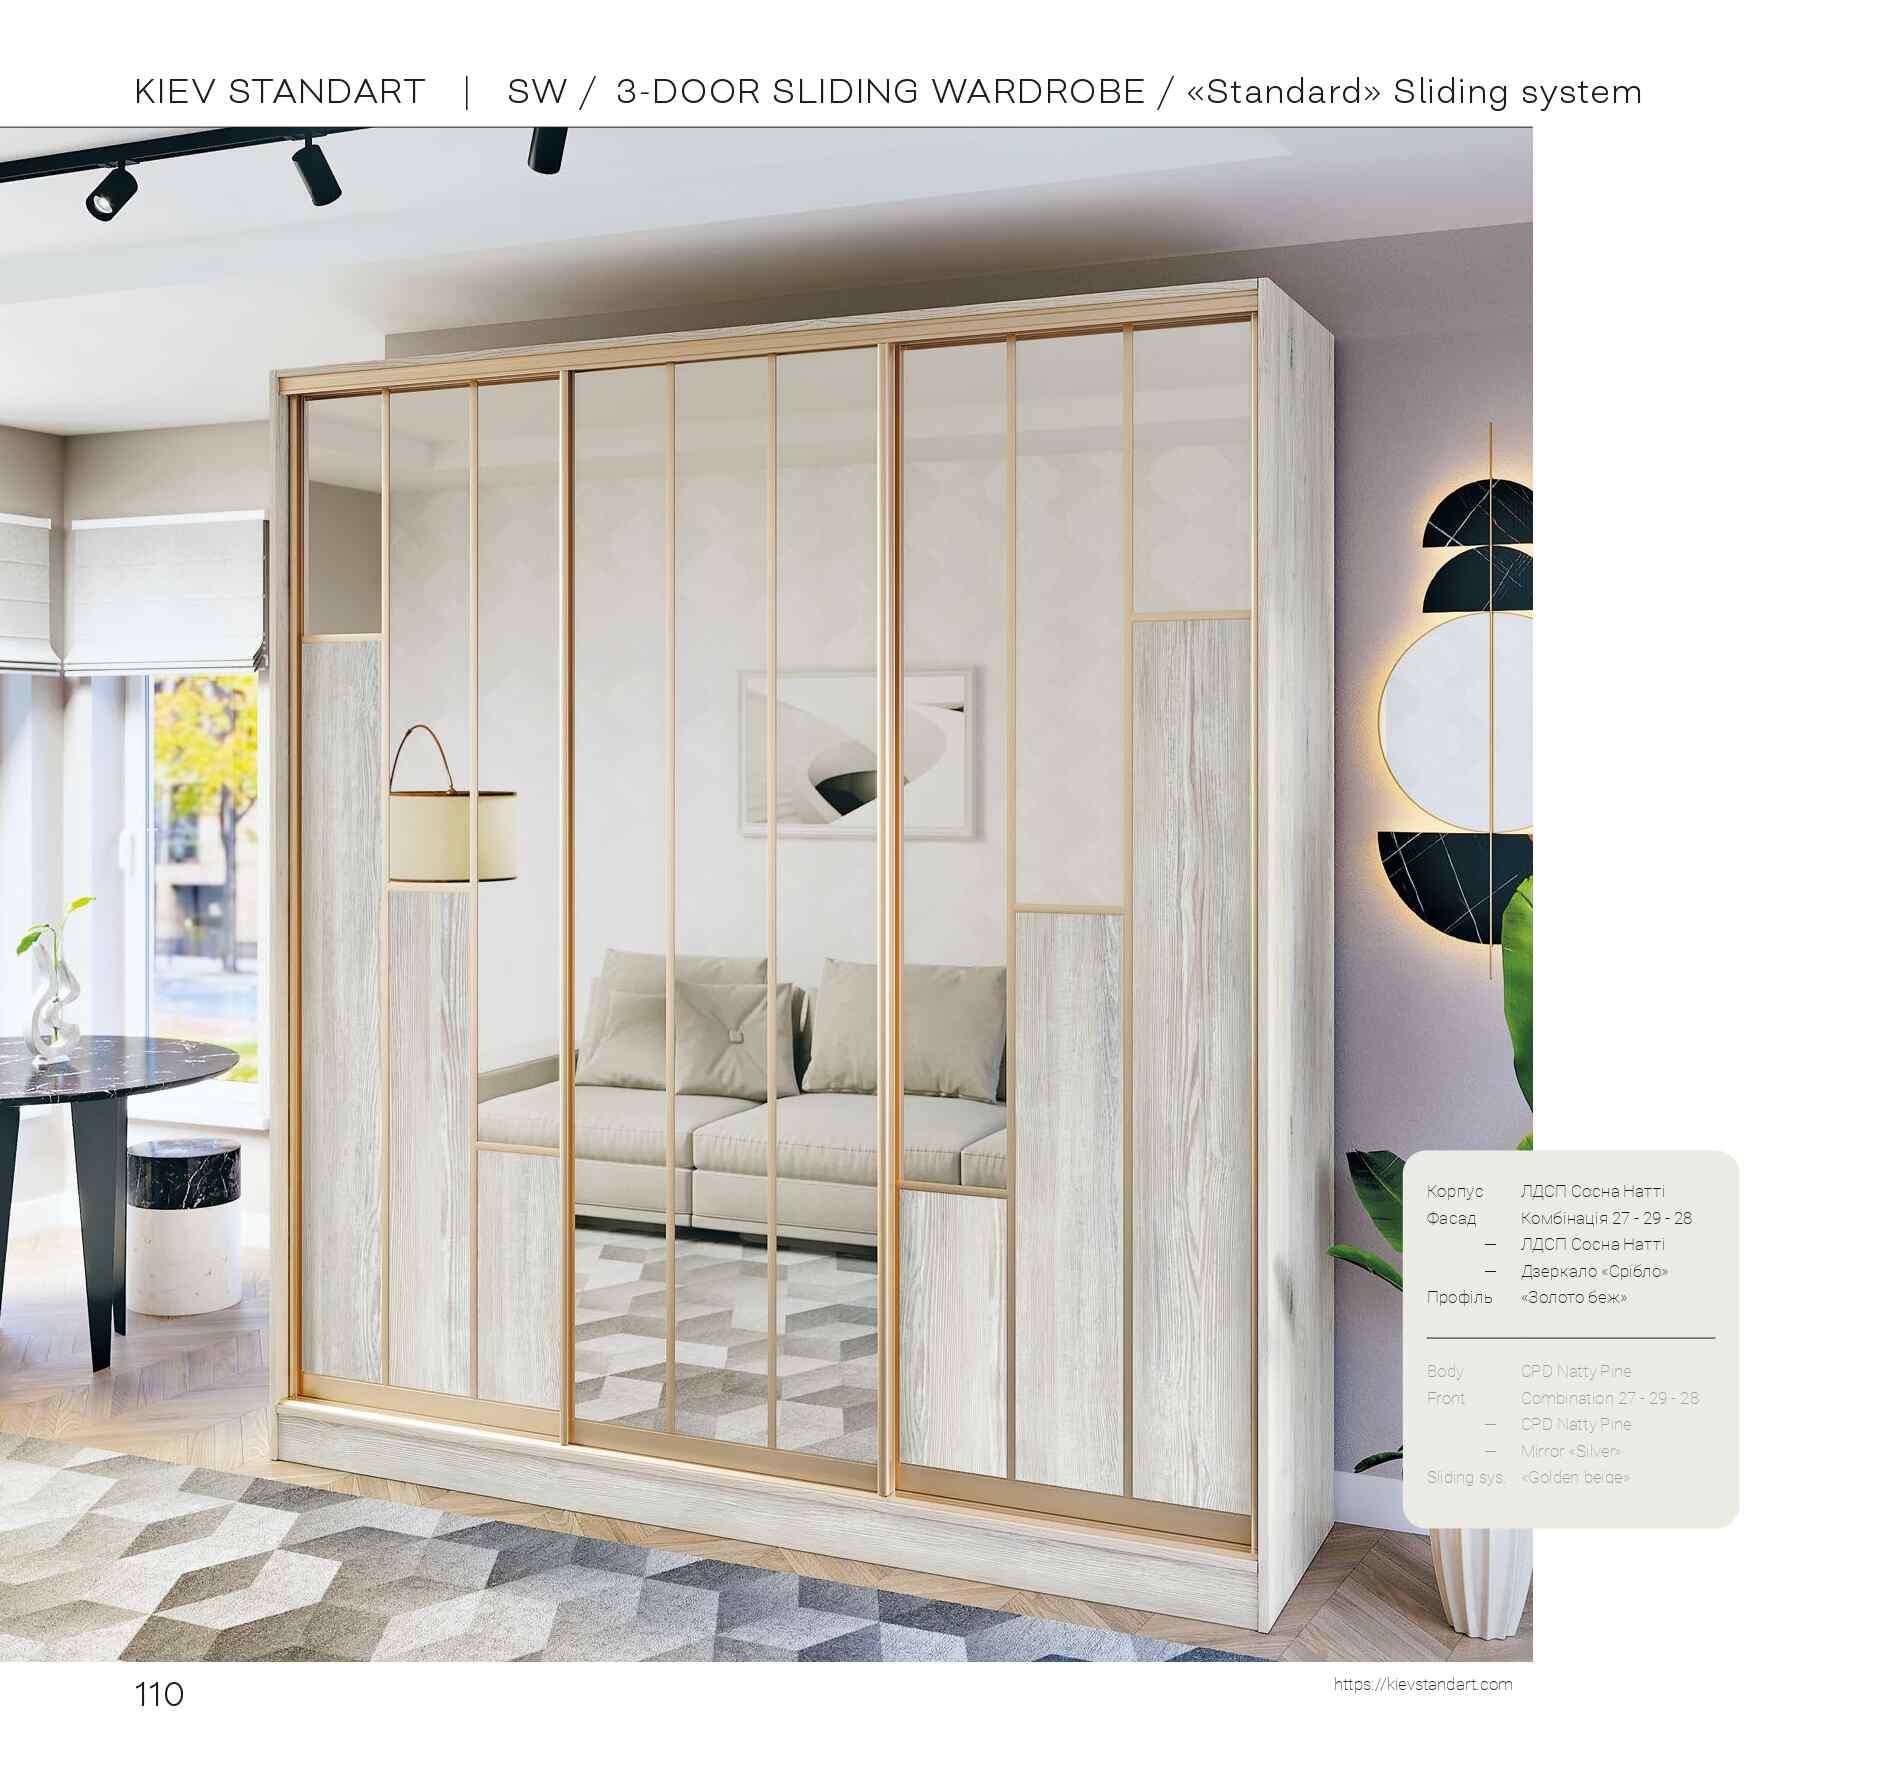 KIEV STANDART | SW / 3-DOOR SLIDING WARDROBE / «Standard» Sliding system
Корпус ЛДСП Сосна Натті
Фасад Комбінація 27 - 29 - 28
— ЛДСП Сосна Натті
— Дзеркало «Срібло»
Профіль «Золото беж»
Body CPD Natty Pine
Front Combination 27 - 29 - 28
— CPD Natty Pine
— Mirror «Silver»
Sliding sys. «Golden beige»
110
https://kievstandart.com